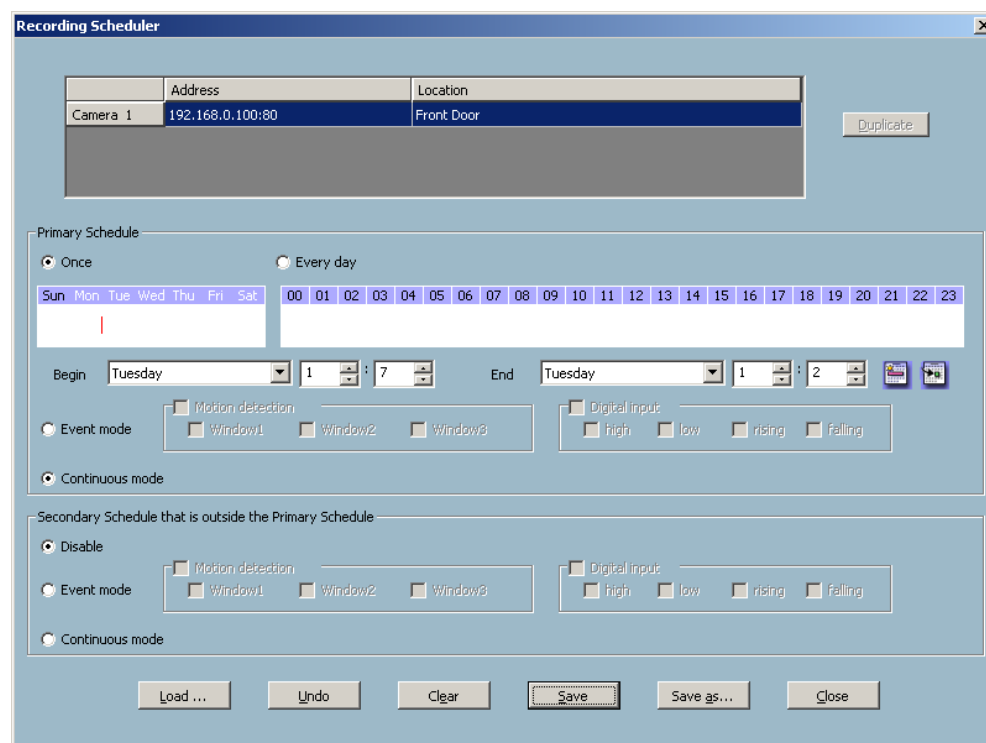 Recording Scheduler
Address Location
Camera 1 192.168.0.100:80 Front Door
Duplicate
Primary Schedule
Once Every day
Sun Mon Tue Wed Thu Fri Sat 00 01 02 03 04 05 06 07 08 09 10 11 12 13 14 15 16 17 18 19 20 21 22 23
Begin Tuesday 1 : 7 End Tuesday 1 : 2
Motion detection Digital input
Event mode Window1 Window2 Window3 high low rising falling
Continuous mode
Secondary Schedule that is outside the Primary Schedule
Disable
Motion detection Digital input
Event mode Window1 Window2 Window3 high low rising falling
Continuous mode
Load ... Undo Clear Save Save as... Close